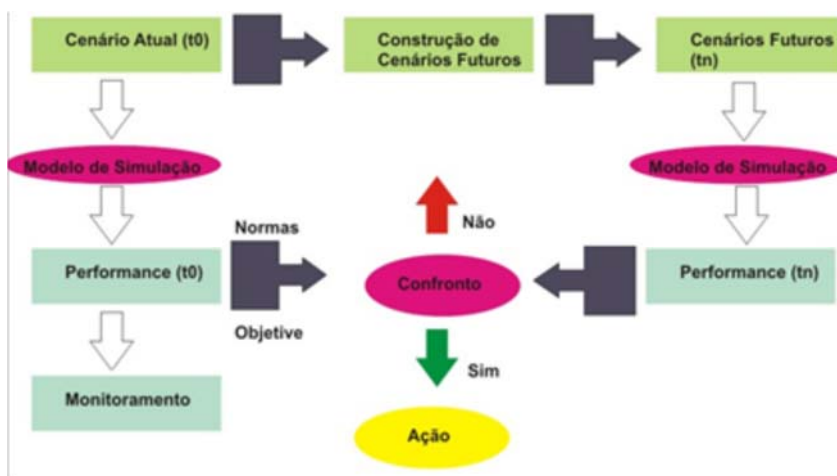 Cenário Atual (t0)
Construção de
Cenários Futuros
Cenários Futuros
(tn)
Modelo de Simulação
Modelo de Simulação
Não
Normas
Performance (t0)
Confronto
Performance (tn)
Objetive
Sim
Monitoramento
Ação